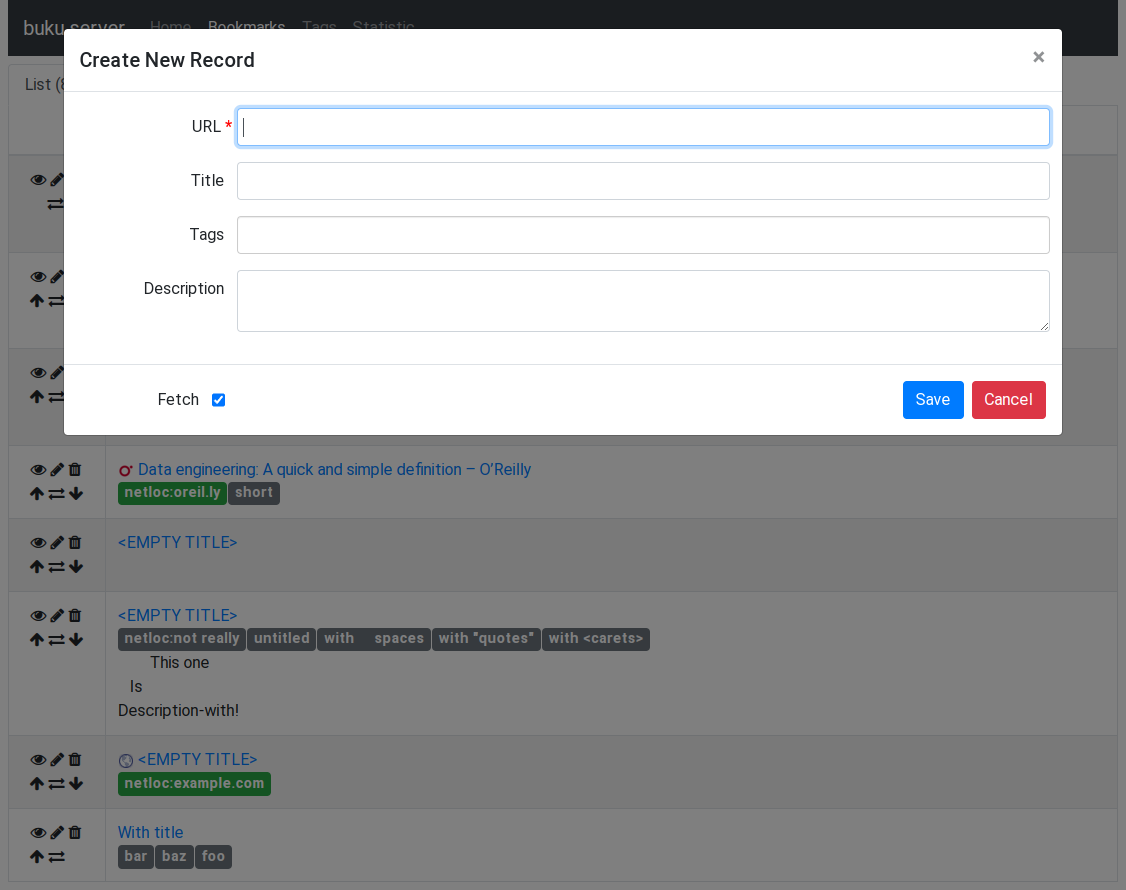 buku server Home Bookmarks Tags Statistic
Create New Record ×
List (8
URL *
Title
Tags
Description
Fetch Save Cancel
Data engineering: A quick and simple definition – O'Reilly
netloc:oreil.ly short
<EMPTY TITLE>
<EMPTY TITLE>
netloc:not really untitled with     spaces with "quotes" with <carets>
This one
Is
Description-with!
<EMPTY TITLE>
netloc:example.com
With title
bar baz foo